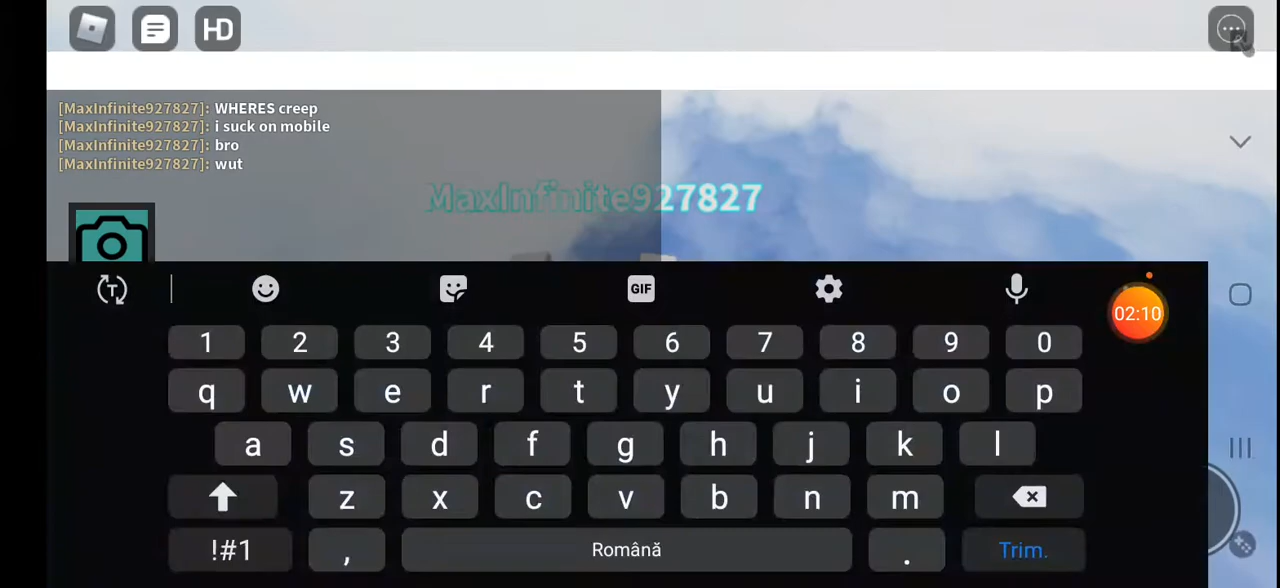 HD
[MaxInfinite927827]: WHERES creep
[MaxInfinite927827]: i suck on mobile
[MaxInfinite927827]: bro
[MaxInfinite927827]: wut
MaxInfinite927827
T GIF
02:10
1 2 3 4 5 6 7 8 9 0
q w e r t y u i o p
a s d f g h j k l
z x c v b n m
!#1 , Română . Trim.